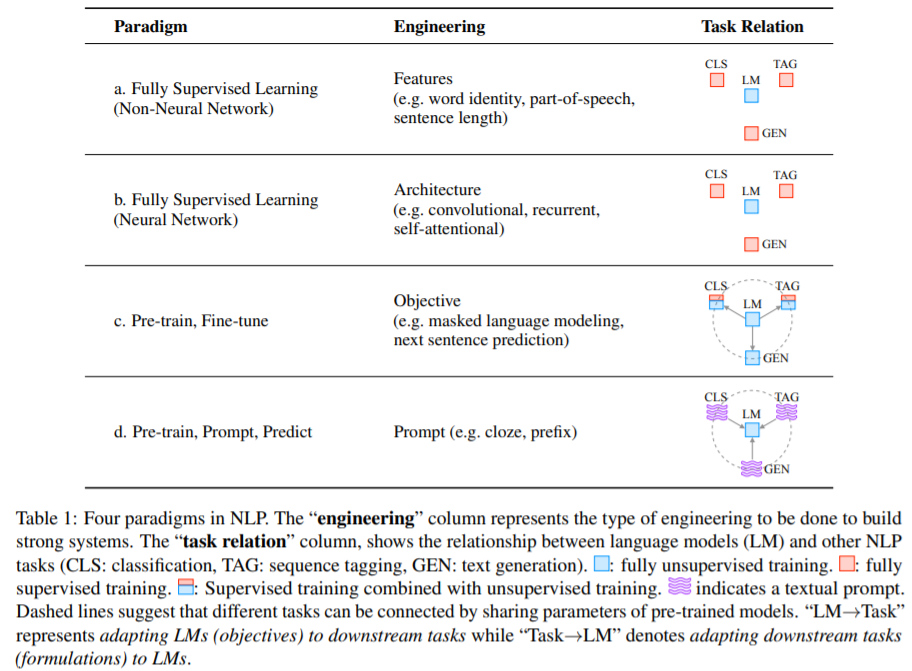 Paradigm Engineering Task Relation
a. Fully Supervised Learning
(Non-Neural Network)
Features
(e.g. word identity, part-of-speech,
sentence length)
CLS TAG
LM
GEN
b. Fully Supervised Learning
(Neural Network)
Architecture
(e.g. convolutional, recurrent,
self-attentional)
CLS TAG
LM
GEN
c. Pre-train, Fine-tune
Objective
(e.g. masked language modeling,
next sentence prediction)
CLS TAG
LM
GEN
d. Pre-train, Prompt, Predict
Prompt (e.g. cloze, prefix)
CLS TAG
LM
GEN
Table 1: Four paradigms in NLP. The “engineering” column represents the type of engineering to be done to build
strong systems. The “task relation” column, shows the relationship between language models (LM) and other NLP
tasks (CLS: classification, TAG: sequence tagging, GEN: text generation). : fully unsupervised training. : fully
supervised training. : Supervised training combined with unsupervised training. indicates a textual prompt.
Dashed lines suggest that different tasks can be connected by sharing parameters of pre-trained models. “LM→Task”
represents adapting LMs (objectives) to downstream tasks while “Task→LM” denotes adapting downstream tasks
(formulations) to LMs.